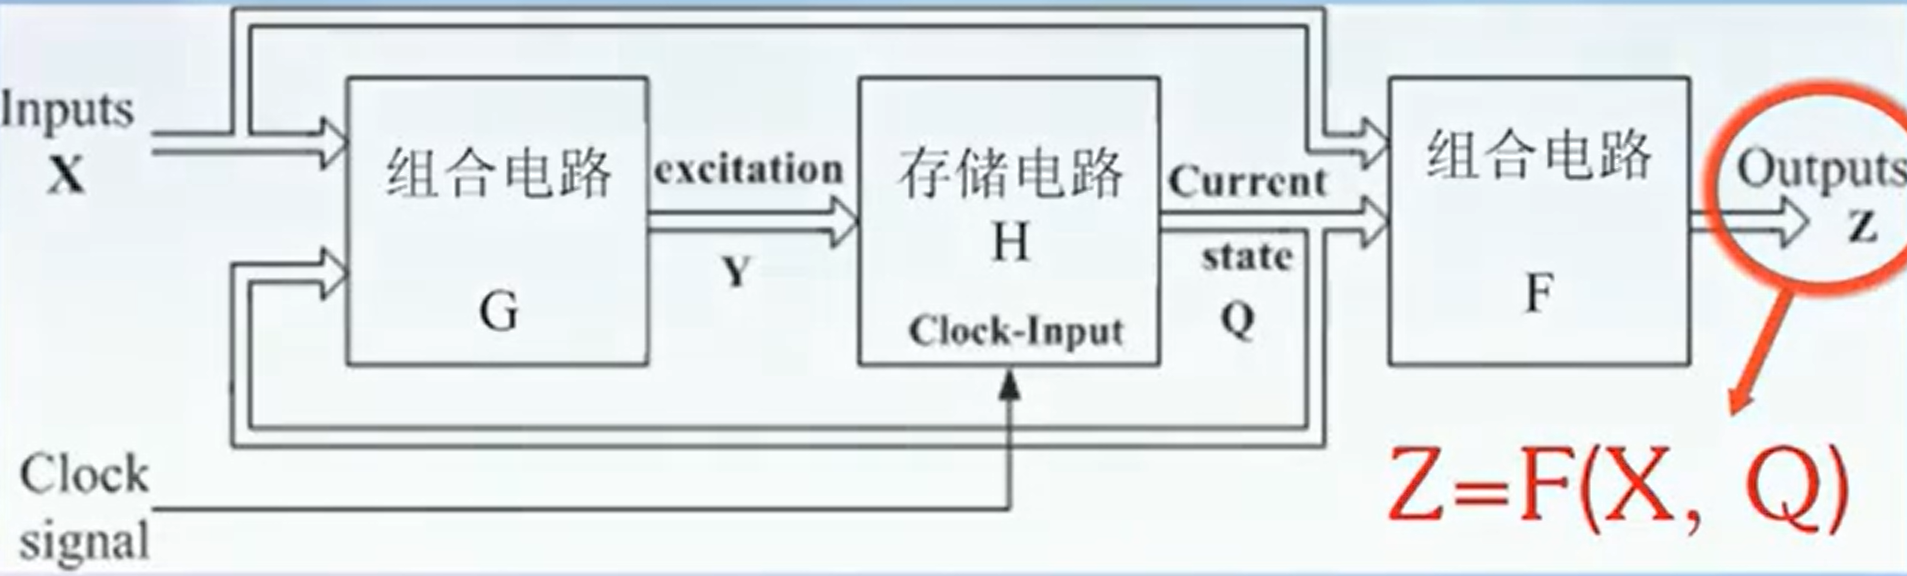 Inputs
X
组合电路
G
excitation
Y
存储电路
H
Clock-Input
Current
state
Q
组合电路
F
Outputs
Z
Clock
signal
Z=F(X, Q)